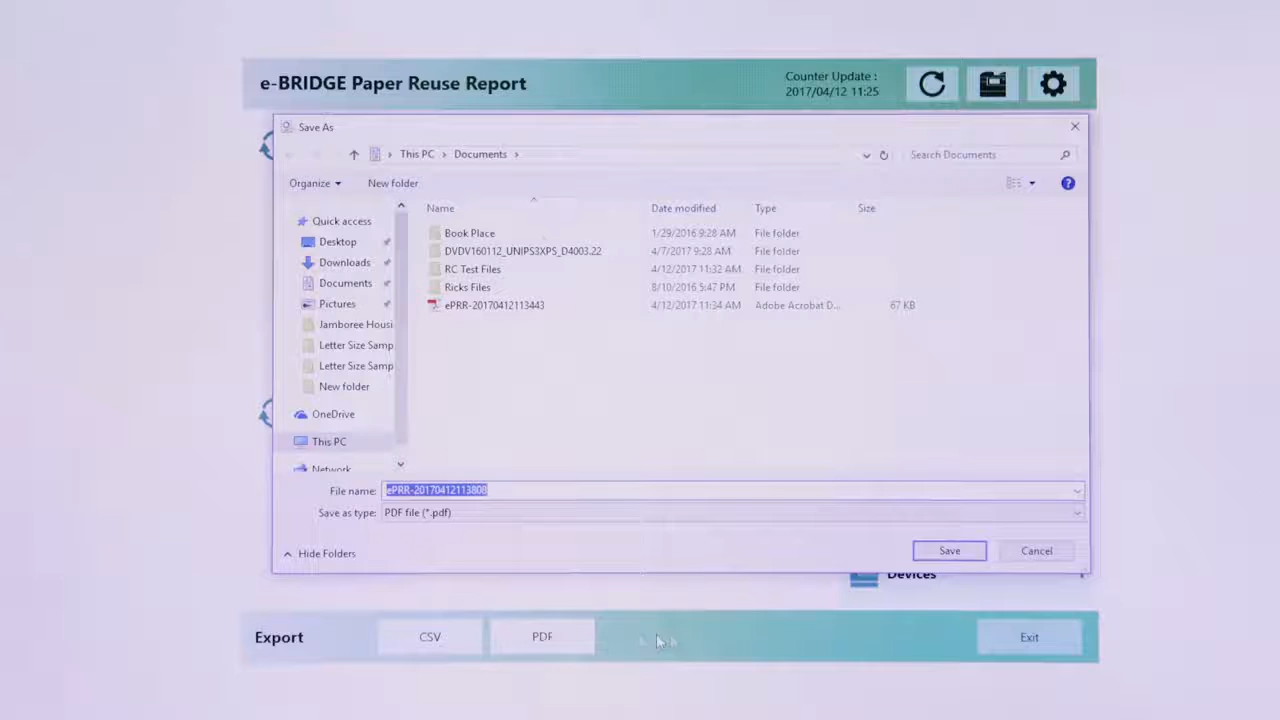 e-BRIDGE Paper Reuse Report
Counter Update :
2017/04/12 11:25
Save As
This PC
Documents
Search Documents
Organize
New folder
Name
Date modified
Type
Size
Quick access
Desktop
Downloads
Documents
Pictures
Jamboree Housi
Letter Size Samp
Letter Size Samp
New folder
OneDrive
This PC
Network
Book Place 1/29/2016 9:28 AM File folder
DVDV160112_UNIPS3XPS_D4003.22 4/7/2017 9:28 AM File folder
RC Test Files 4/12/2017 11:32 AM File folder
Ricks Files 8/10/2016 5:47 PM File folder
ePRR-20170412113443 4/12/2017 11:34 AM Adobe Acrobat D... 67 KB
File name: ePRR-20170412113808
Save as type: PDF file (*.pdf)
Hide Folders
Save
Cancel
Devices
Export
CSV
PDF
Exit